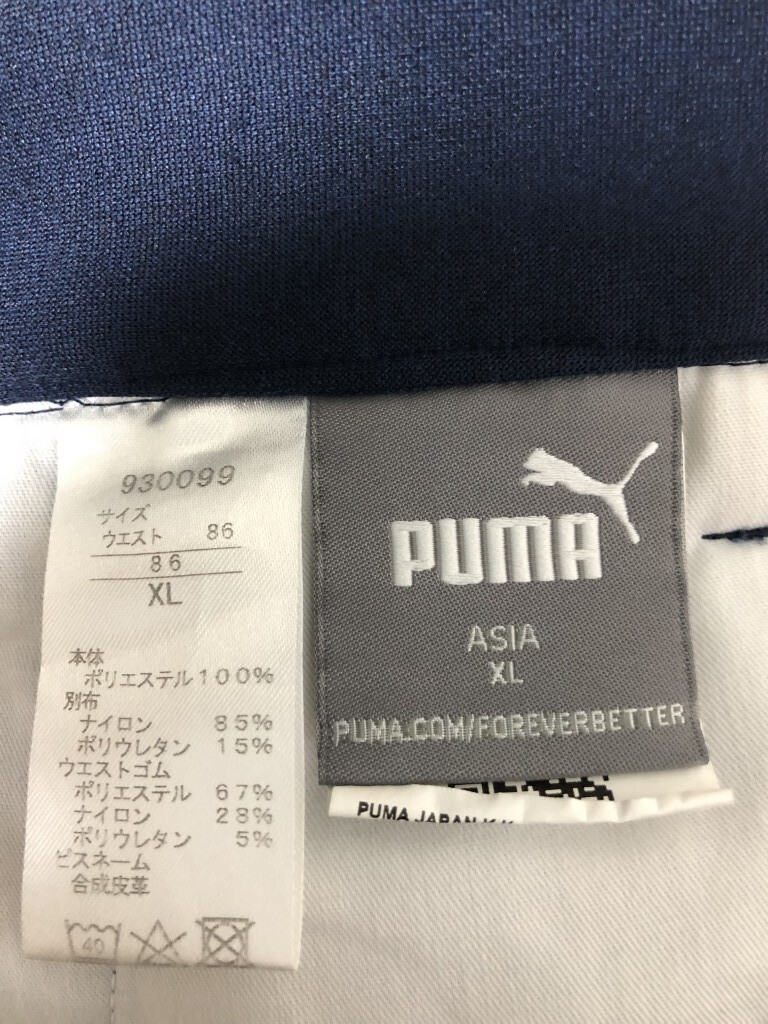 930099
サイズ
ウエスト 86
86
XL
本体
ポリエステル100%
別布
ナイロン 85%
ポリウレタン 15%
ウエストゴム
ポリエステル 67%
ナイロン 28%
ポリウレタン 5%
ピスネーム
合成皮革
40
PUMA
ASIA
XL
PUMA.COM/FOREVERBETTER
PUMA JAPAN K.K